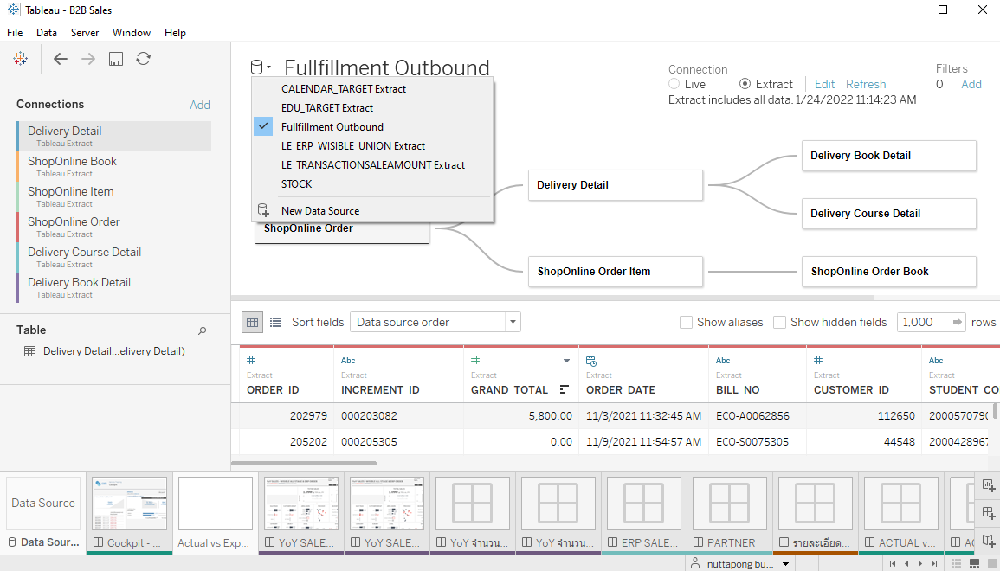 Tableau - B2B Sales
File Data Server Window Help
Fullfillment Outbound
Connection
Live Extract Edit Refresh
Extract includes all data. 1/24/2022 11:14:23 AM
Filters
0 Add
Connections Add
Delivery Detail
Tableau Extract
ShopOnline Book
Tableau Extract
ShopOnline Item
Tableau Extract
ShopOnline Order
Tableau Extract
Delivery Course Detail
Tableau Extract
Delivery Book Detail
Tableau Extract
CALENDAR_TARGET Extract
EDU_TARGET Extract
Fullfillment Outbound
LE_ERP_WISIBLE_UNION Extract
LE_TRANSACTIONSALEAMOUNT Extract
STOCK
New Data Source
ShopOnline Order
Delivery Detail
ShopOnline Order Item
Delivery Book Detail
Delivery Course Detail
ShopOnline Order Book
Table
Delivery Detail...elivery Detail)
Sort fields Data source order Show aliases Show hidden fields 1,000 rows
# Abc # Abc # Abc
Extract Extract Extract Extract Extract Extract Extract
ORDER_ID INCREMENT_ID GRAND_TOTAL ORDER_DATE BILL_NO CUSTOMER_ID STUDENT_CO
202979 000203082 5,800.00 11/3/2021 11:32:45 AM ECO-A0062856 112650 2000570790
205202 000205305 0.00 11/9/2021 11:54:57 AM ECO-S0075305 44548 2000428967
Data Source
Data Sour... Cockpit - ... Actual vs Exp... YoY SALE... YoY SALE... YoY จำนวน... YoY จำนวน... ERP SALE... PARTNER รายละเอียด... ACTUAL v... AC
nuttapong bu...